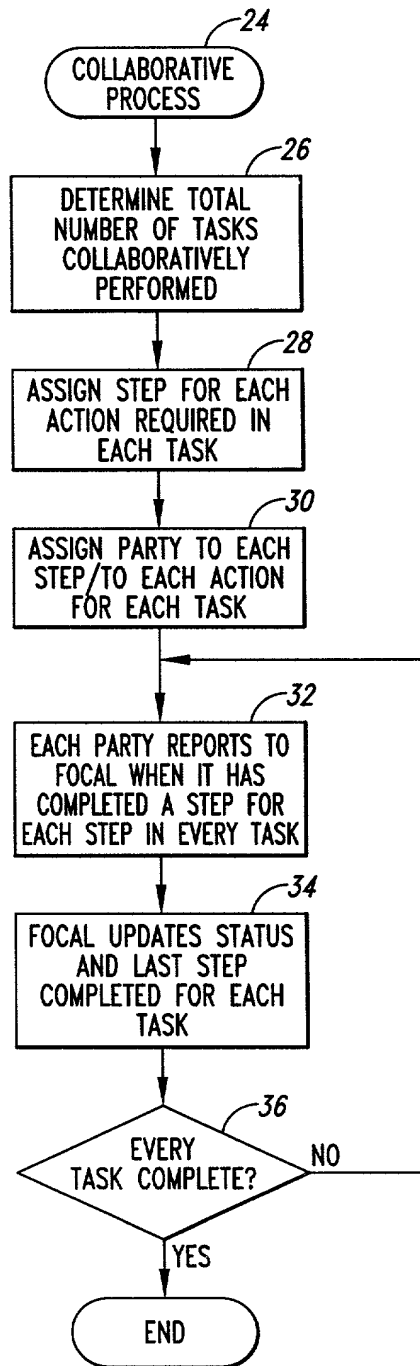 24
COLLABORATIVE
PROCESS
26
DETERMINE TOTAL
NUMBER OF TASKS
COLLABORATIVELY
PERFORMED
28
ASSIGN STEP FOR EACH
ACTION REQUIRED IN
EACH TASK
30
ASSIGN PARTY TO EACH
STEP/TO EACH ACTION
FOR EACH TASK
32
EACH PARTY REPORTS TO
FOCAL WHEN IT HAS
COMPLETED A STEP FOR
EACH STEP IN EVERY TASK
34
FOCAL UPDATES STATUS
AND LAST STEP
COMPLETED FOR EACH
TASK
36
EVERY
TASK COMPLETE?
NO
YES
END